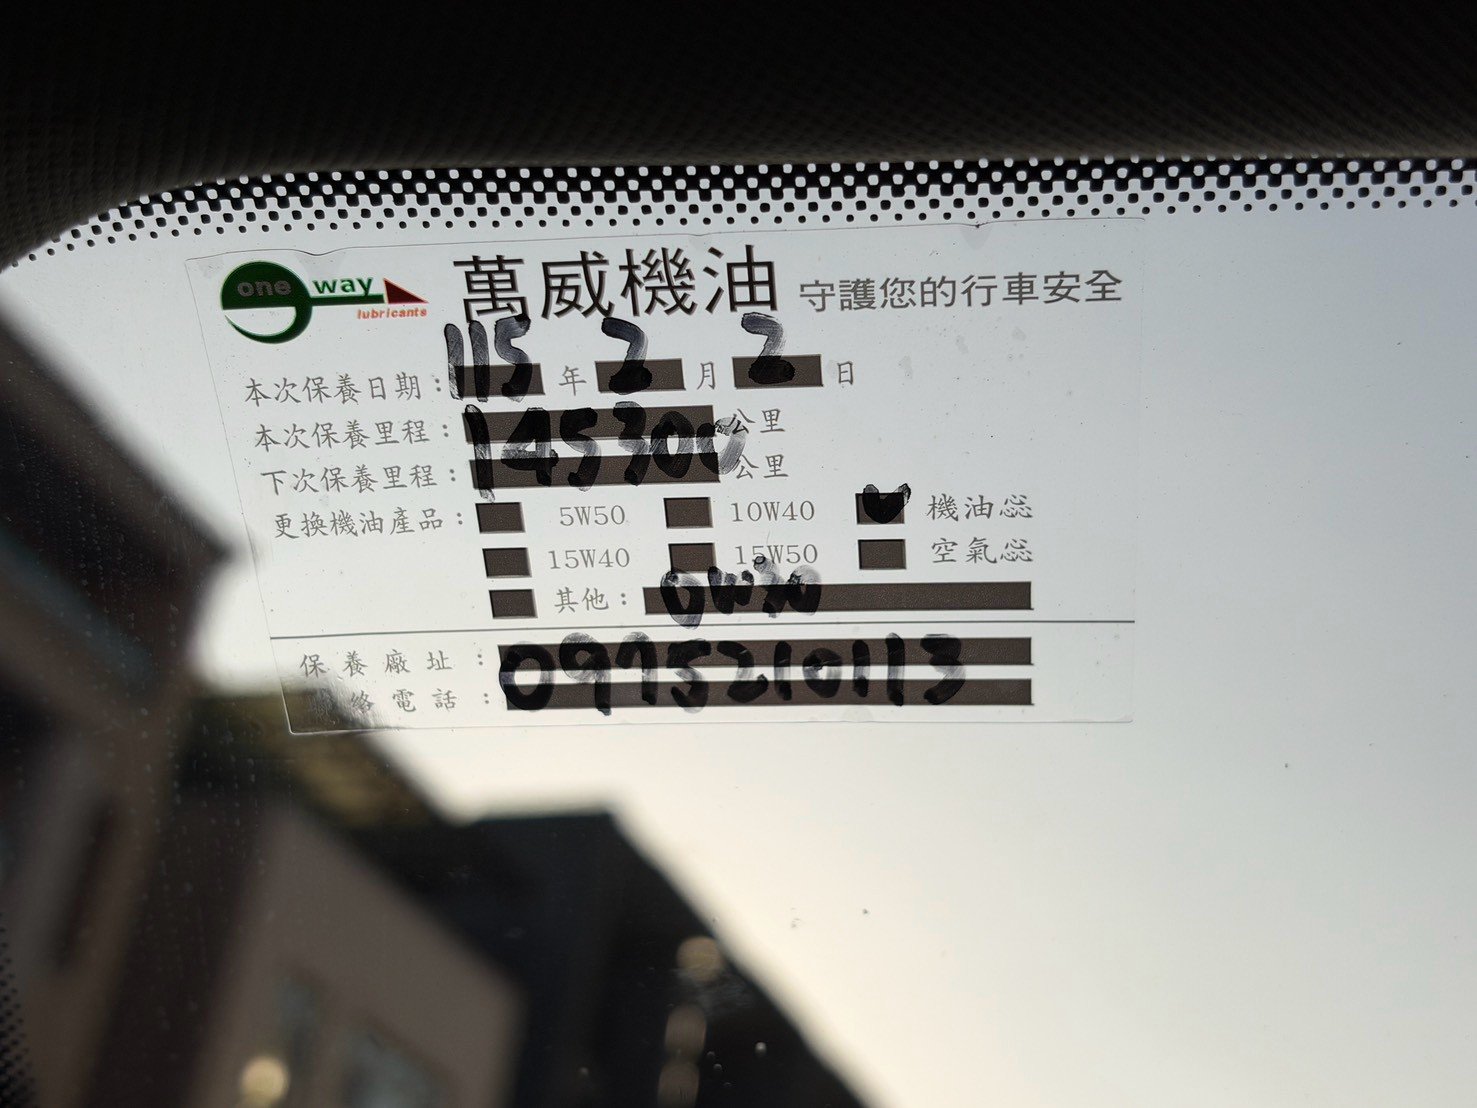 one way
lubricants
萬威機油 守護您的行車安全
本次保養日期：115 年 2 月 2 日
本次保養里程： 公里
145300
下次保養里程： 公里
更換機油產品： 5W50 10W40 機油蕊
15W40 15W50 空氣蕊
其他：0W30
保養廠址：
0975210113
聯絡電話：